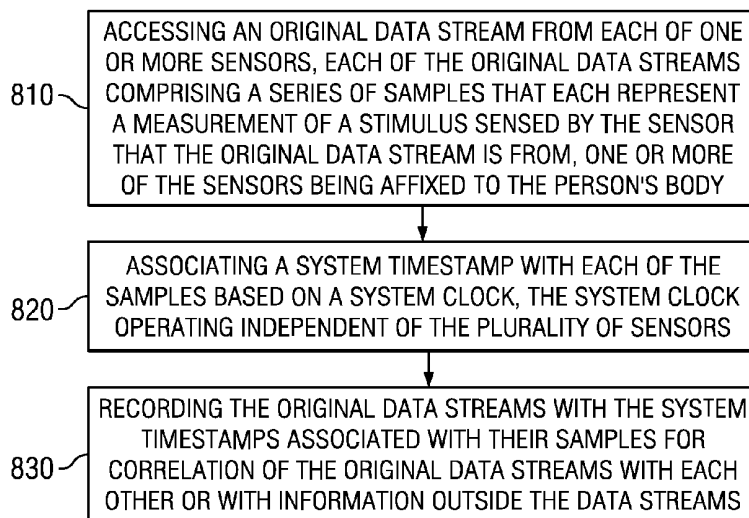 ACCESSING AN ORIGINAL DATA STREAM FROM EACH OF ONE
OR MORE SENSORS, EACH OF THE ORIGINAL DATA STREAMS
COMPRISING A SERIES OF SAMPLES THAT EACH REPRESENT
A MEASUREMENT OF A STIMULUS SENSED BY THE SENSOR
THAT THE ORIGINAL DATA STREAM IS FROM, ONE OR MORE
OF THE SENSORS BEING AFFIXED TO THE PERSON'S BODY
810
ASSOCIATING A SYSTEM TIMESTAMP WITH EACH OF THE
SAMPLES BASED ON A SYSTEM CLOCK, THE SYSTEM CLOCK
OPERATING INDEPENDENT OF THE PLURALITY OF SENSORS
820
RECORDING THE ORIGINAL DATA STREAMS WITH THE SYSTEM
TIMESTAMPS ASSOCIATED WITH THEIR SAMPLES FOR
CORRELATION OF THE ORIGINAL DATA STREAMS WITH EACH
OTHER OR WITH INFORMATION OUTSIDE THE DATA STREAMS
830